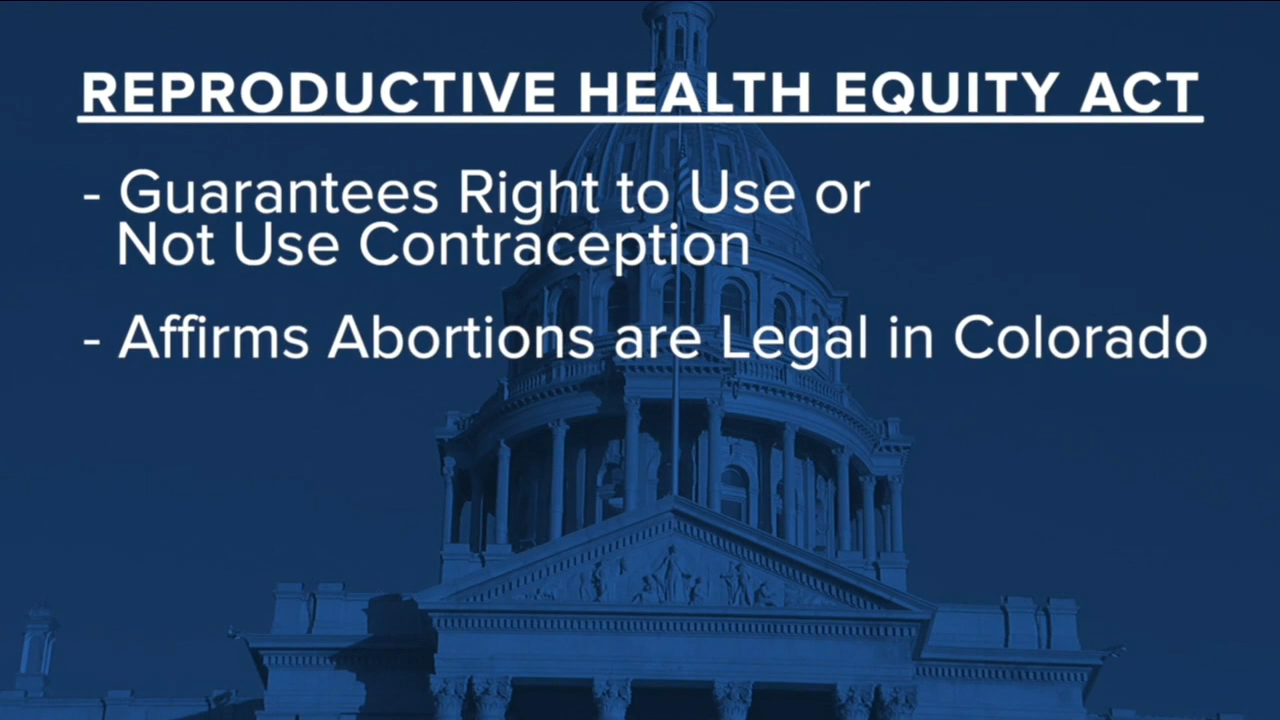 REPRODUCTIVE HEALTH EQUITY ACT
- Guarantees Right to Use or
Not Use Contraception
- Affirms Abortions are Legal in Colorado